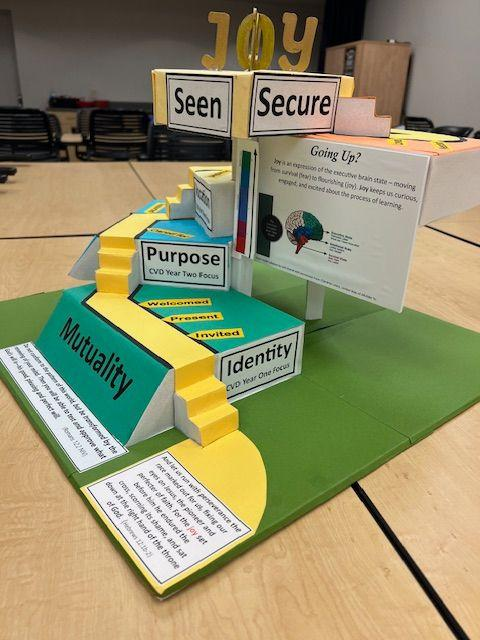 JOY
Seen
Secure
Going Up?
Joy is an expression of the executive brain state – moving
from survival (fear) to flourishing (joy). Joy keeps us curious,
engaged, and excited about the process of learning.
Purpose
CVD Year Two Focus
Welcomed
Present
Invited
Mutuality
Identity
CVD Year One Focus
Do not conform to the pattern of this world, but be transformed by the
renewing of your mind. Then you will be able to test and approve what
God's will is – his good, pleasing and perfect will.
(Romans 12:2 NIV)
And let us run with perseverance the
race marked out for us, fixing our
eyes on Jesus, the pioneer and
perfecter of faith. For the joy set
before him he endured the
cross, scorning its shame, and sat
down at the right hand of the throne
of God. (Hebrews 12:1b-2)